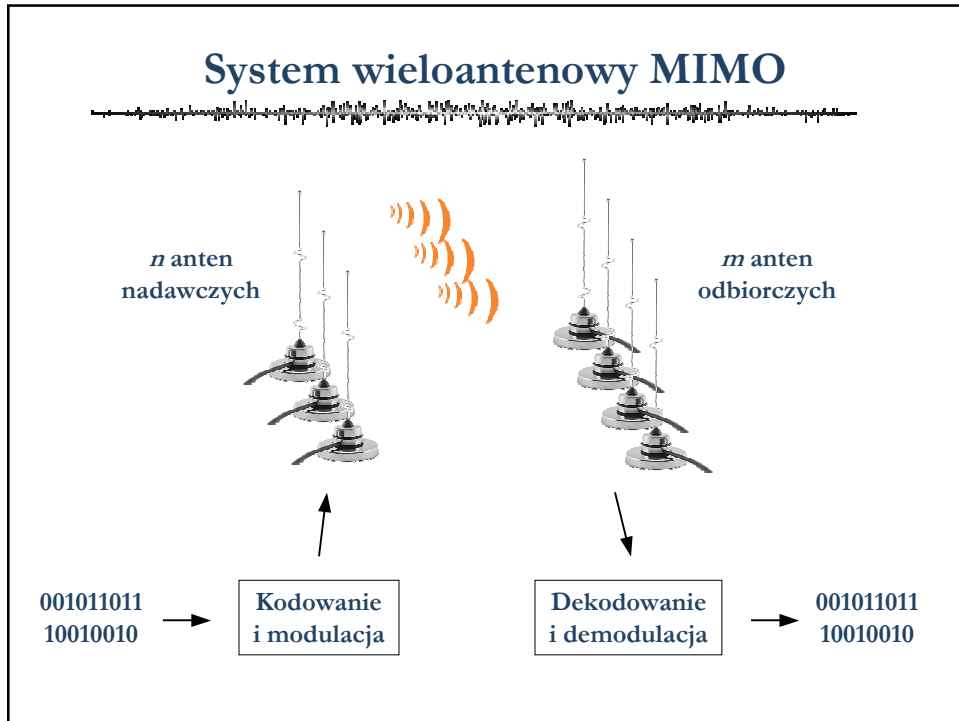 System wieloantenowy MIMO
n anten
nadawczych
m anten
odbiorczych
001011011
10010010
Kodowanie
i modulacja
Dekodowanie
i demodulacja
001011011
10010010